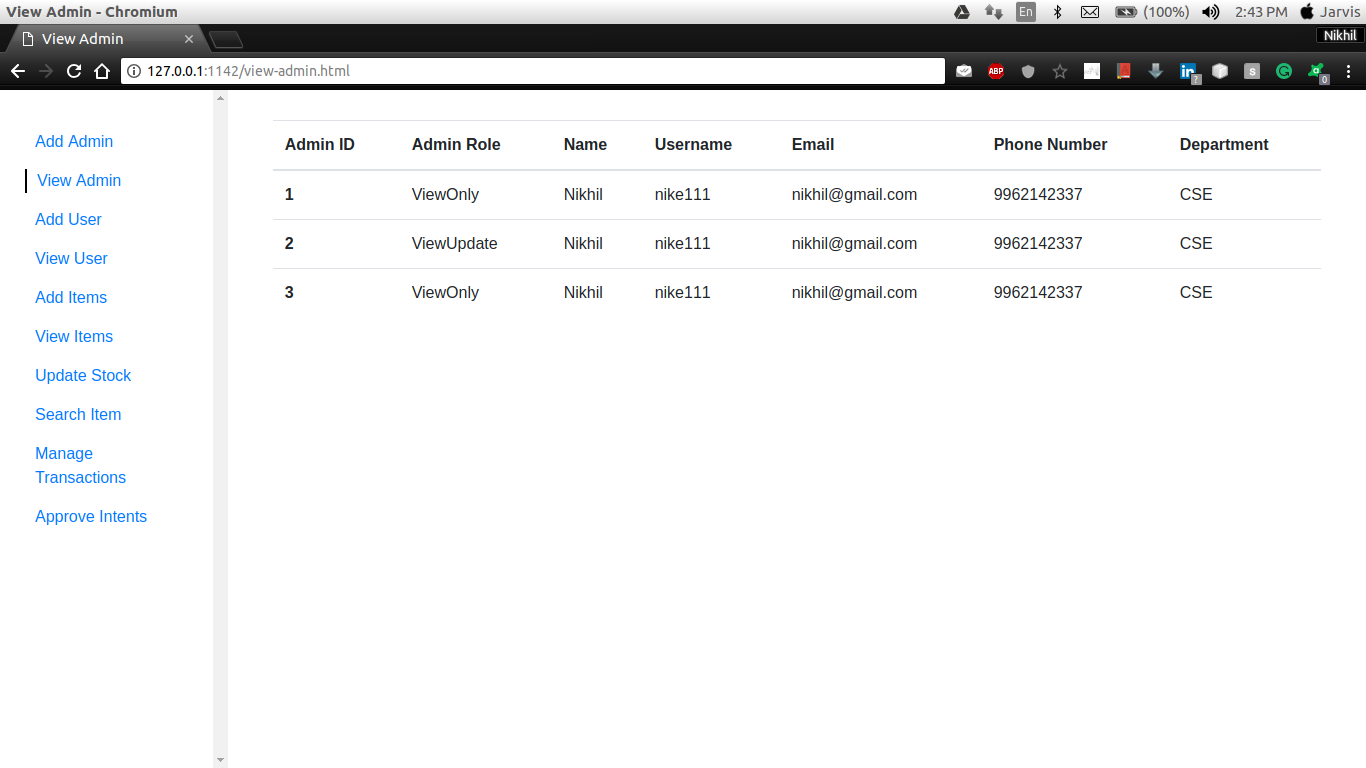 View Admin - Chromium
En
(100%)
2:43 PM
Jarvis
View Admin
Nikhil
127.0.0.1:1142/view-admin.html
ABP
in
?
S
G
a
0
Add Admin
View Admin
Add User
View User
Add Items
View Items
Update Stock
Search Item
Manage
Transactions
Approve Intents
Admin ID Admin Role Name Username Email Phone Number Department
1 ViewOnly Nikhil nike111 nikhil@gmail.com 9962142337 CSE
2 ViewUpdate Nikhil nike111 nikhil@gmail.com 9962142337 CSE
3 ViewOnly Nikhil nike111 nikhil@gmail.com 9962142337 CSE